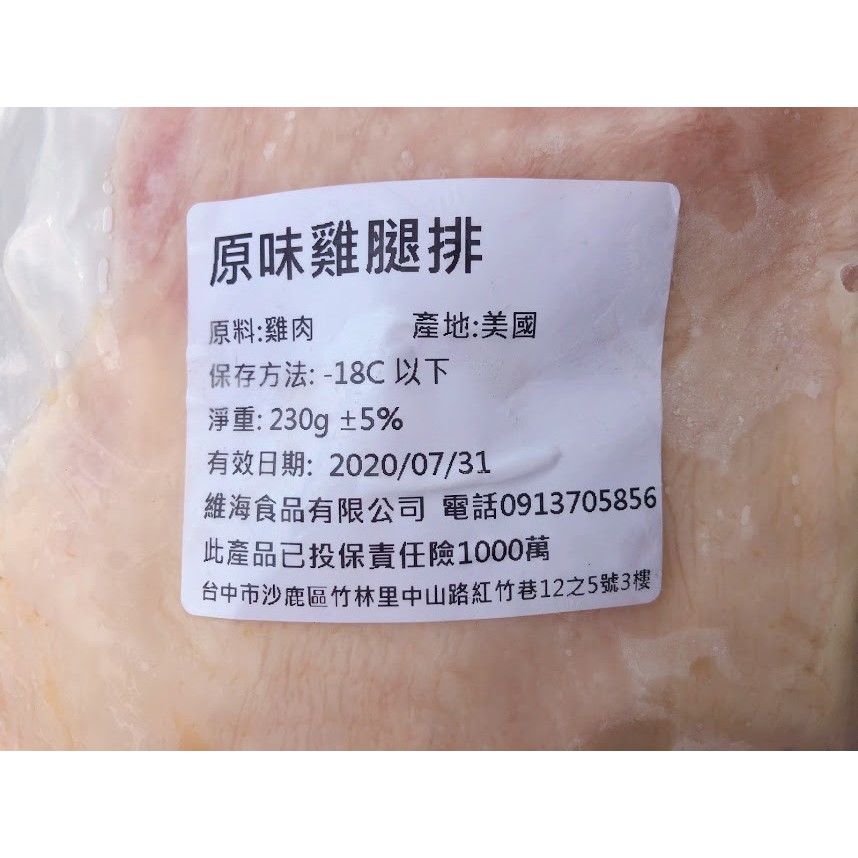 原味雞腿排
原料:雞肉 產地:美國
保存方法: -18C 以下
淨重: 230g ±5%
有效日期: 2020/07/31
維海食品有限公司 電話0913705856
此產品已投保責任險1000萬
台中市沙鹿區竹林里中山路紅竹巷12之5號3樓